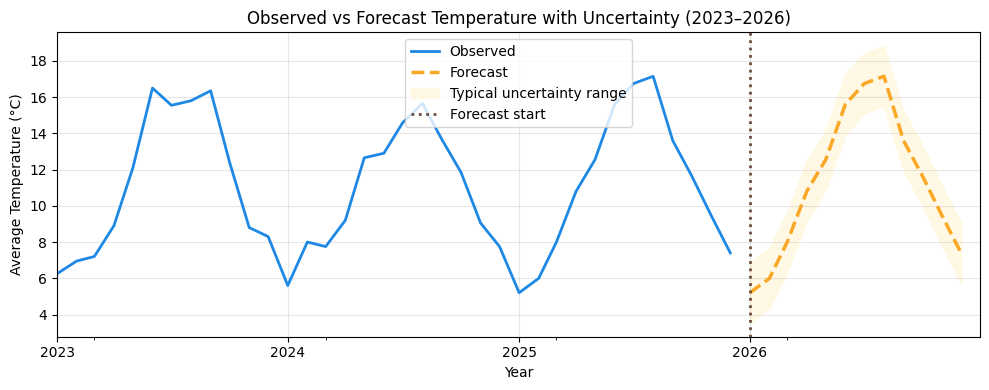 Observed vs Forecast Temperature with Uncertainty (2023–2026)
Observed
Forecast
Typical uncertainty range
Forecast start
Average Temperature (°C)
18
16
14
12
10
8
6
4
2023
2024
2025
2026
Year